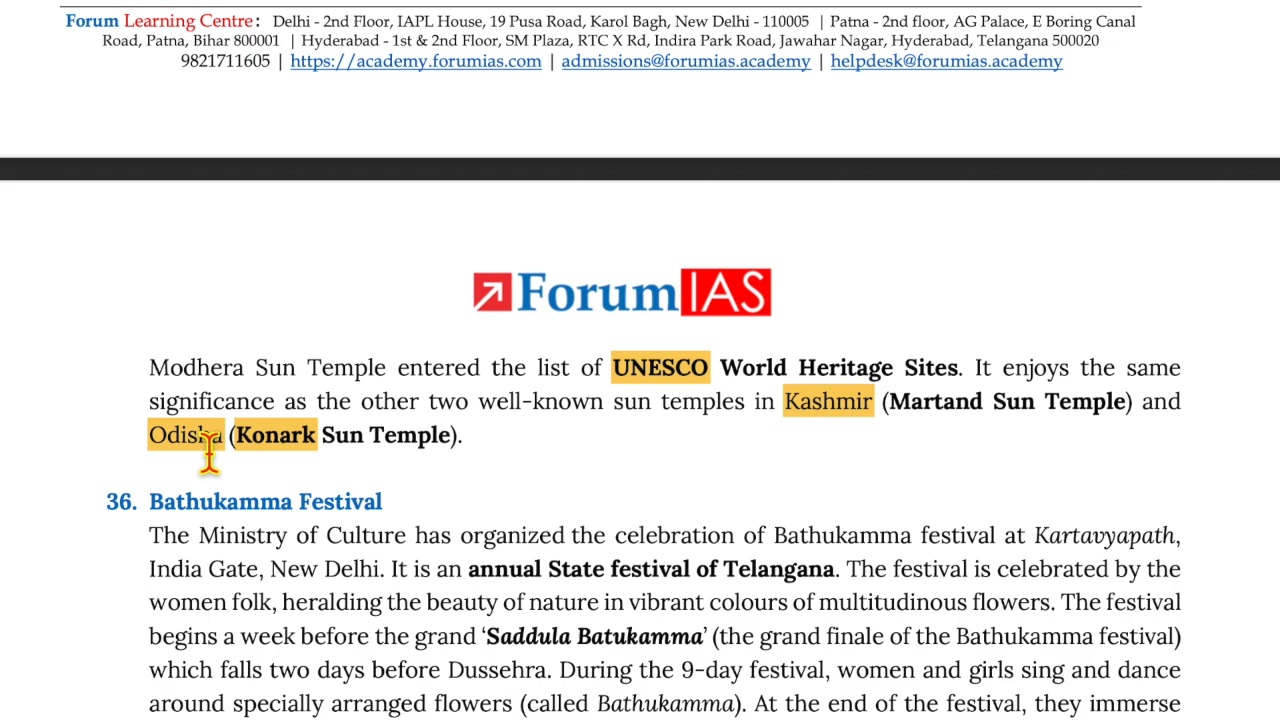 Forum Learning Centre: Delhi - 2nd Floor, IAPL House, 19 Pusa Road, Karol Bagh, New Delhi - 110005 | Patna - 2nd floor, AG Palace, E Boring Canal
Road, Patna, Bihar 800001 | Hyderabad - 1st & 2nd Floor, SM Plaza, RTC X Rd, Indira Park Road, Jawahar Nagar, Hyderabad, Telangana 500020
9821711605 | https://academy.forumias.com | admissions@forumias.academy | helpdesk@forumias.academy
ForumIAS
Modhera Sun Temple entered the list of UNESCO World Heritage Sites. It enjoys the same
significance as the other two well-known sun temples in Kashmir (Martand Sun Temple) and
Odisha (Konark Sun Temple).
36. Bathukamma Festival
The Ministry of Culture has organized the celebration of Bathukamma festival at Kartavyapath,
India Gate, New Delhi. It is an annual State festival of Telangana. The festival is celebrated by the
women folk, heralding the beauty of nature in vibrant colours of multitudinous flowers. The festival
begins a week before the grand ‘Saddula Batukamma’ (the grand finale of the Bathukamma festival)
which falls two days before Dussehra. During the 9-day festival, women and girls sing and dance
around specially arranged flowers (called Bathukamma). At the end of the festival, they immerse